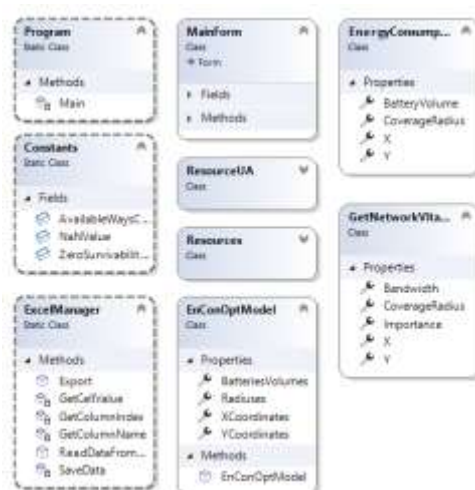 Program
Static Class
Methods
Main
Constants
Static Class
Fields
AvailableWaysC...
NaNValue
ZeroSurvivabilit...
ExcelManager
Static Class
Methods
Export
GetCellValue
GetColumnIndex
GetColumnName
ReadDataFrom...
SaveData
MainForm
Class
Form
Fields
Methods
ResourceUA
Class
Resources
Class
EnConOptModel
Class
Properties
BatteriesVolumes
Radiuses
XCoordinates
YCoordinates
Methods
EnConOptModel
EnergyConsump...
Class
Properties
BatteryVolume
CoverageRadius
X
Y
GetNetworkVita...
Class
Properties
Bandwidth
CoverageRadius
Importance
X
Y